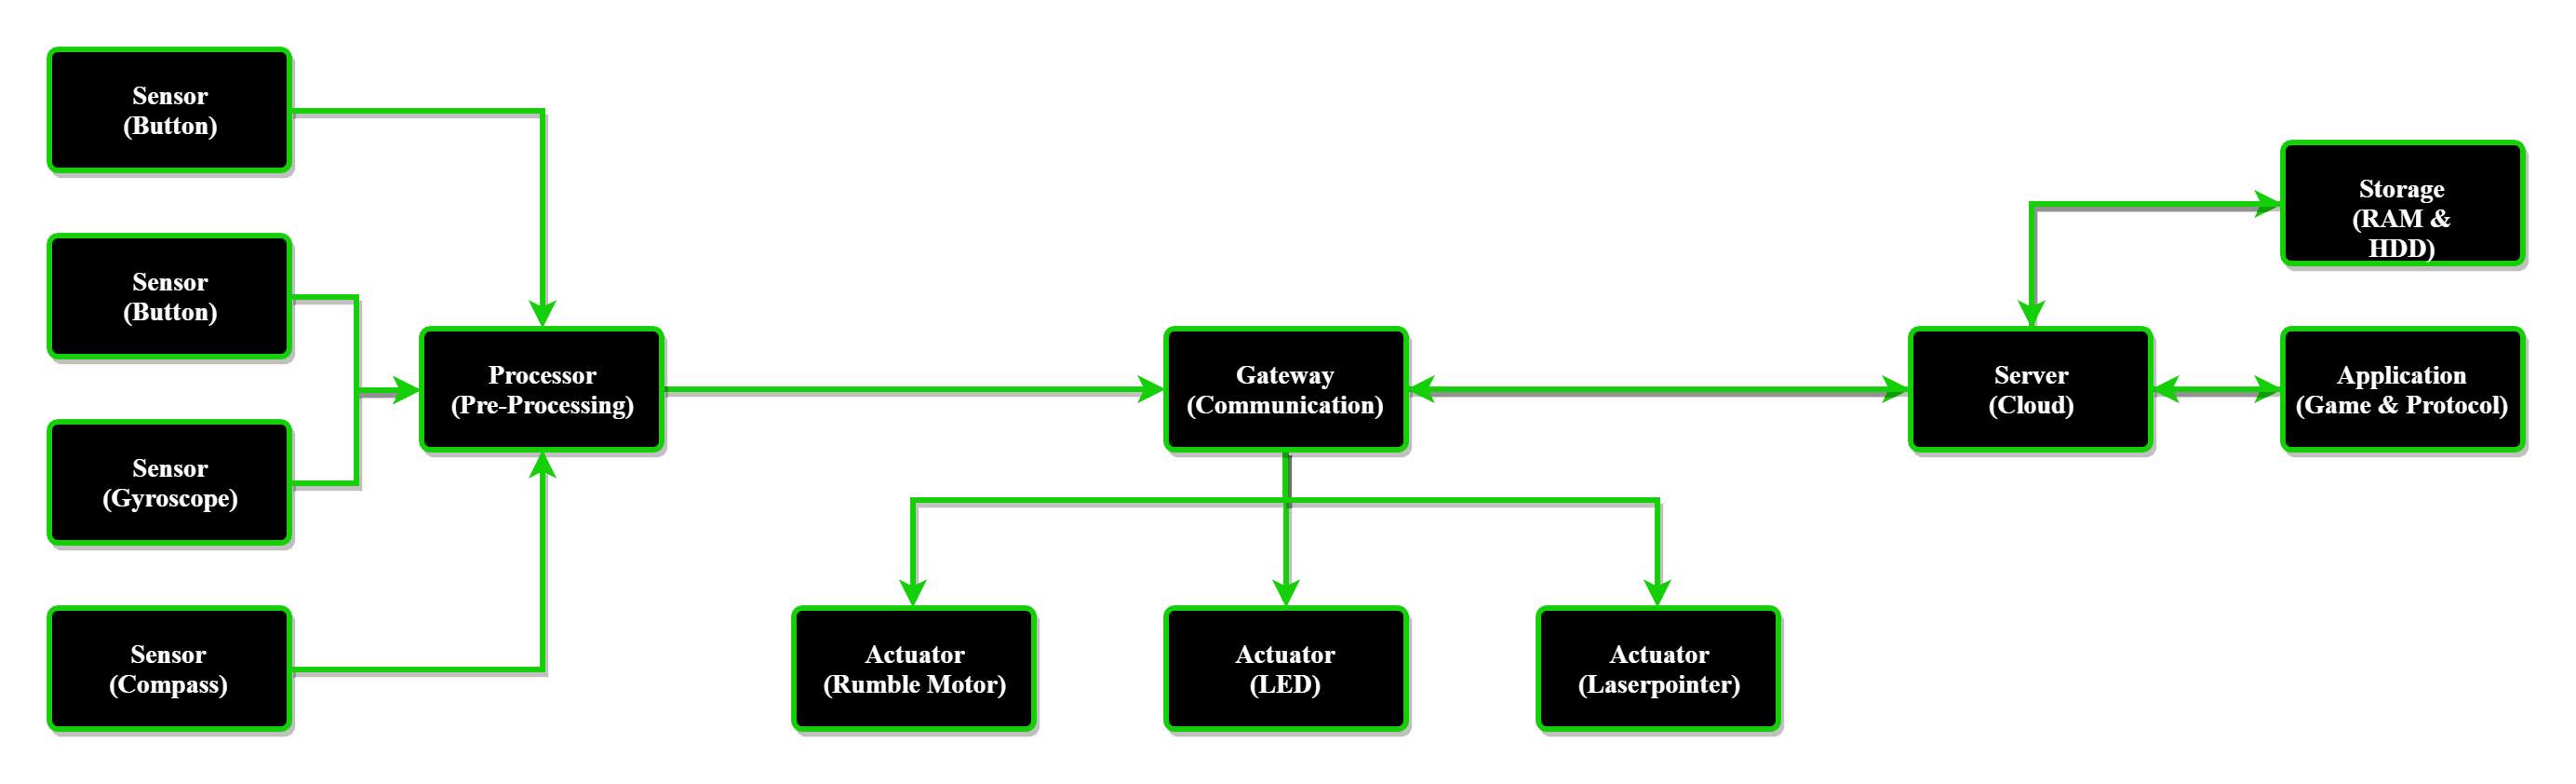 Sensor
(Button)
Sensor
(Button)
Sensor
(Gyroscope)
Sensor
(Compass)
Processor
(Pre-Processing)
Gateway
(Communication)
Actuator
(Rumble Motor)
Actuator
(LED)
Actuator
(Laserpointer)
Server
(Cloud)
Storage
(RAM &
HDD)
Application
(Game & Protocol)